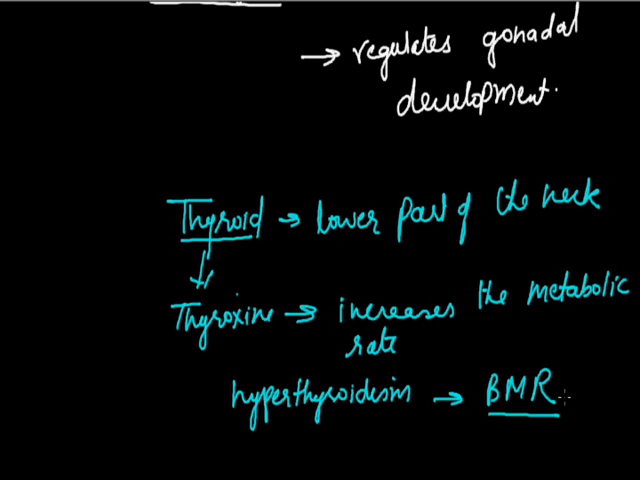 → regulates gonadal
development.
Thyroid → lower part of the neck
Thyroxine → increases the metabolic
rate
hyperthyroidism → BMR